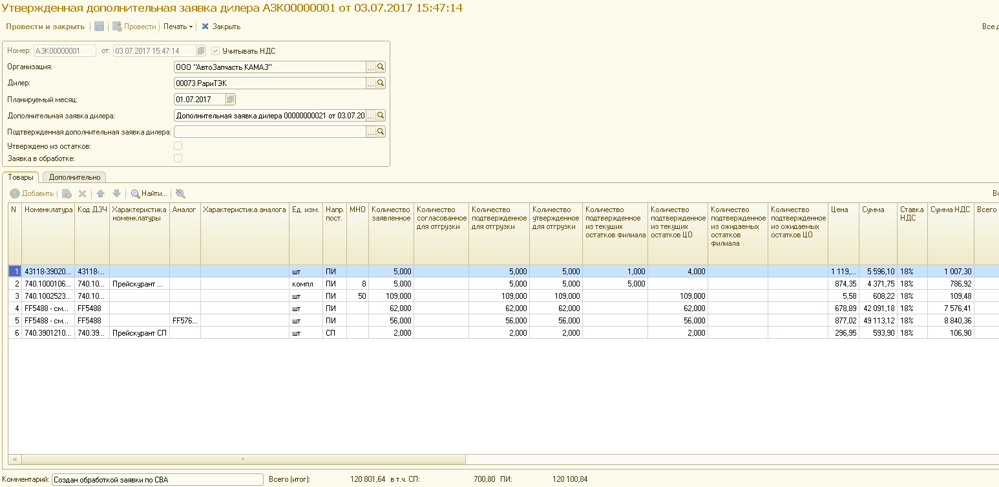 Утвержденная дополнительная заявка дилера АЗК00000001 от 03.07.2017 15:47:14
Провести и закрыть Провести Печать Закрыть Все д
Номер: АЗК00000001 от: 03.07.2017 15:47:14 Учитывать НДС
Организация: ООО "АвтоЗапчасть КАМАЗ" ...
Дилер: 00073 РариТЭК ...
Планируемый месяц: 01.07.2017
Дополнительная заявка дилера: Дополнительная заявка дилера 00000000021 от 03.07.20 ...
Подтвержденная дополнительная заявка дилера: ...
Утверждено из остатков:
Заявка в обработке:
Товары Дополнительно
Добавить Найти... Вс
N Номенклатура Код ДЗЧ Характеристика номенклатуры Аналог Характеристика аналога Ед. изм. Напр. пост. МНО Количество заявленное Количество согласованное для отгрузки Количество подтвержденное для отгрузки Количество утвержденное для отгрузки Количество подтвержденное из текущих остатков филиала Количество подтвержденное из текущих остатков ЦО Количество подтвержденное из ожидаемых остатков филиала Количество подтвержденное из ожидаемых остатков ЦО Цена Сумма Ставка НДС Сумма НДС Всего
1 43118-39020... 43118-... шт ПИ 5,000 5,000 5,000 1,000 4,000 1 119,... 5 596,10 18% 1 007,30
2 740.1000106... 740.10... Прейскурант ... компл ПИ 8 5,000 5,000 5,000 5,000 874,35 4 371,75 18% 786,92
3 740.1002523... 740.10... шт ПИ 50 109,000 109,000 109,000 109,000 5,58 608,22 18% 109,48
4 FF5488 - см... FF5488 шт ПИ 62,000 62,000 62,000 62,000 678,89 42 091,18 18% 7 576,41
5 FF5488 - см... FF5488 FF576... шт ПИ 56,000 56,000 56,000 56,000 877,02 49 113,12 18% 8 840,36
6 740.3901210... 740.39... Прейскурант СП шт СП 2,000 2,000 2,000 2,000 296,95 593,90 18% 106,90
Комментарий: Создан обработкой заявки по СВА Всего (итог): 120 801,64 в т.ч. СП: 700,80 ПИ: 120 100,84